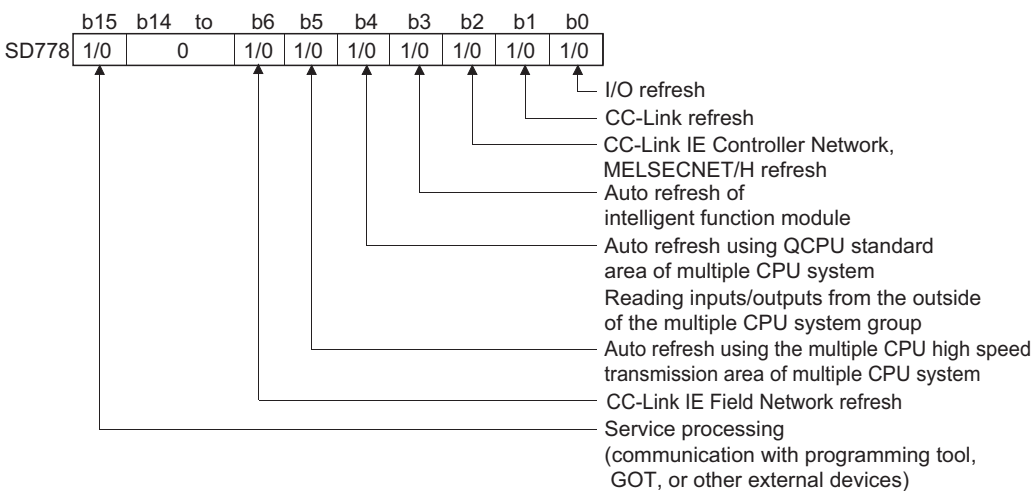 b15 b14 to b6 b5 b4 b3 b2 b1 b0
SD778 1/0 0 1/0 1/0 1/0 1/0 1/0 1/0 1/0
I/O refresh
CC-Link refresh
CC-Link IE Controller Network,
MELSECNET/H refresh
Auto refresh of
intelligent function module
Auto refresh using QCPU standard
area of multiple CPU system
Reading inputs/outputs from the outside
of the multiple CPU system group
Auto refresh using the multiple CPU high speed
transmission area of multiple CPU system
CC-Link IE Field Network refresh
Service processing
(communication with programming tool,
GOT, or other external devices)